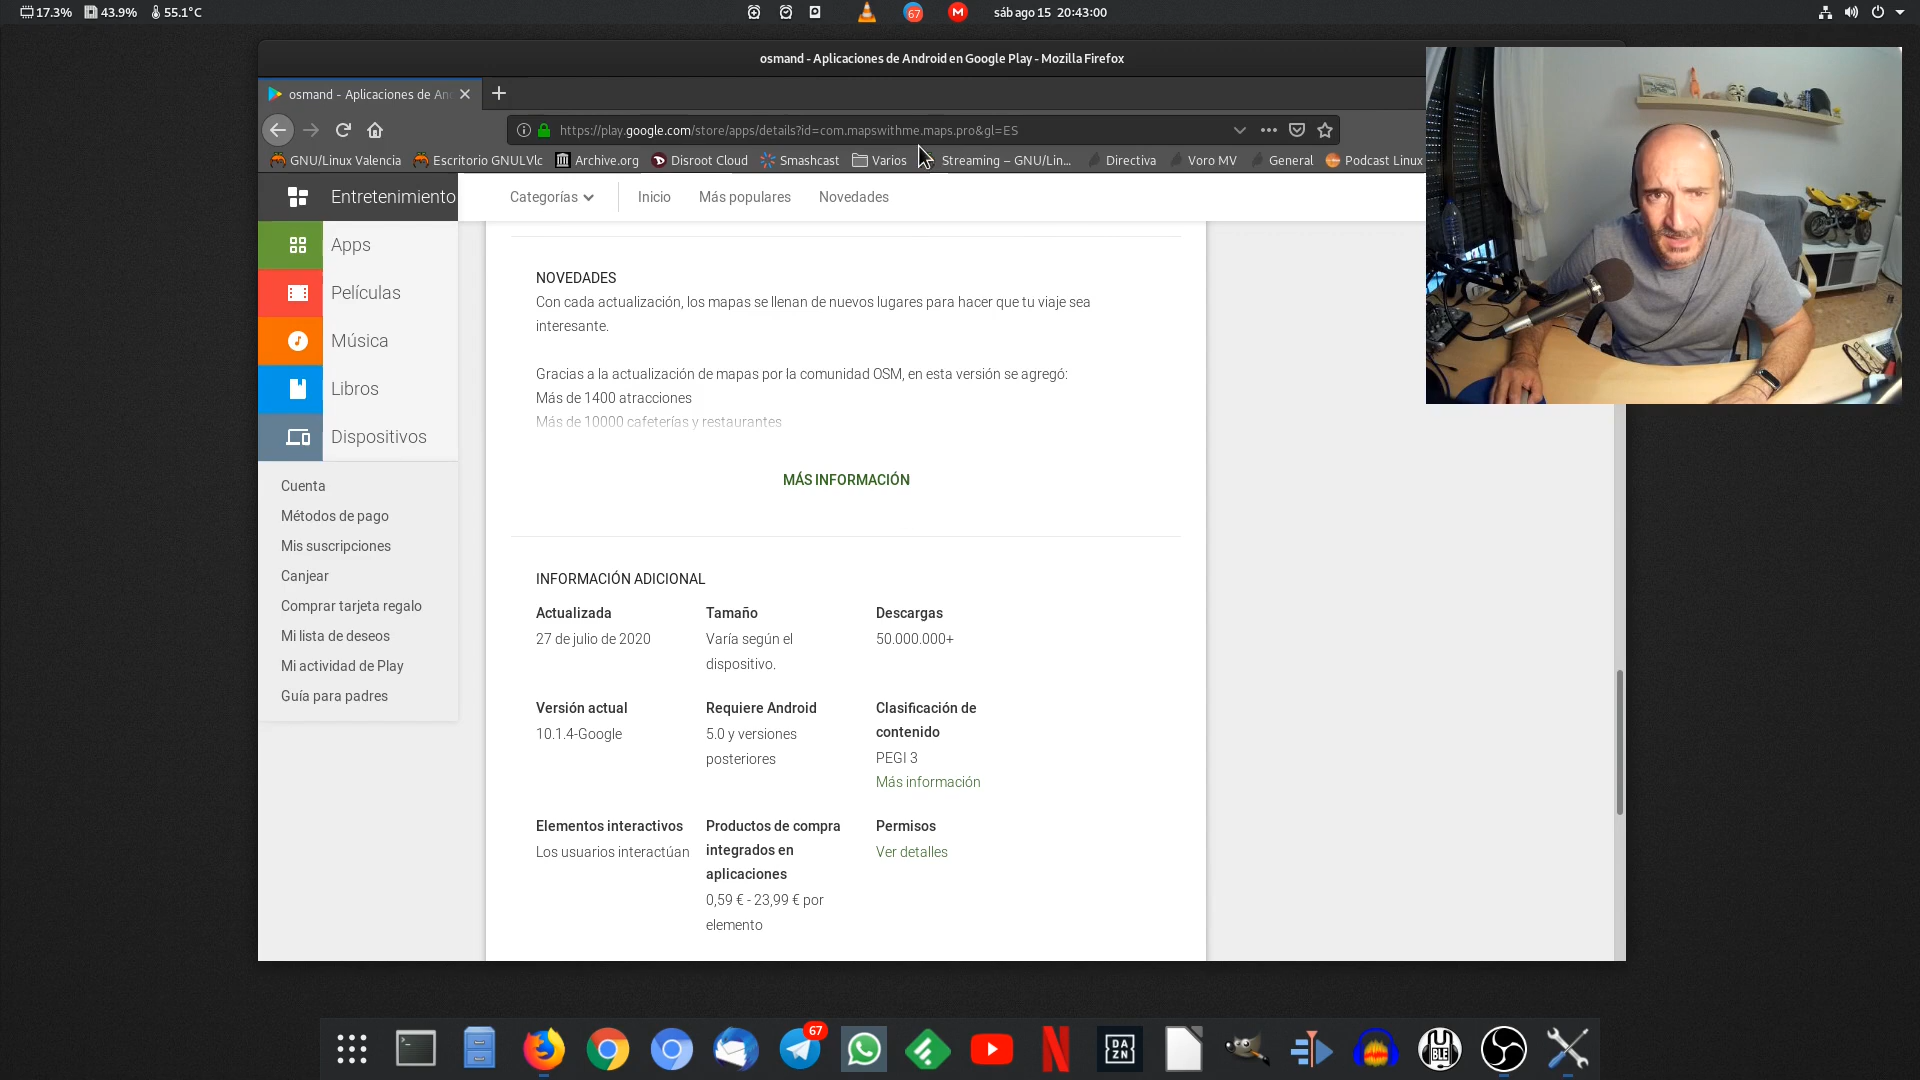 17.3% 43.9% 55.1°C
67 M sáb ago 15 20:43:00
osmand - Aplicaciones de Android en Google Play - Mozilla Firefox
osmand - Aplicaciones de An
https://play.google.com/store/apps/details?id=com.mapswithme.maps.pro&gl=ES
GNU/Linux Valencia Escritorio GNULVlc Archive.org Disroot Cloud Smashcast Varios Streaming – GNU/Lin... Directiva Voro MV General Podcast Linux
Entretenimiento
Categorías Inicio Más populares Novedades
Apps
Películas
Música
Libros
Dispositivos
Cuenta
Métodos de pago
Mis suscripciones
Canjear
Comprar tarjeta regalo
Mi lista de deseos
Mi actividad de Play
Guía para padres
NOVEDADES
Con cada actualización, los mapas se llenan de nuevos lugares para hacer que tu viaje sea
interesante.
Gracias a la actualización de mapas por la comunidad OSM, en esta versión se agregó:
Más de 1400 atracciones
Más de 10000 cafeterías y restaurantes
MÁS INFORMACIÓN
INFORMACIÓN ADICIONAL
Actualizada
27 de julio de 2020
Tamaño
Varía según el
dispositivo.
Descargas
50.000.000+
Versión actual
10.1.4-Google
Requiere Android
5.0 y versiones
posteriores
Clasificación de
contenido
PEGI 3
Más información
Elementos interactivos
Los usuarios interactúan
Productos de compra
integrados en
aplicaciones
0,59 € - 23,99 € por
elemento
Permisos
Ver detalles
67
N
DA
ZN
BLE